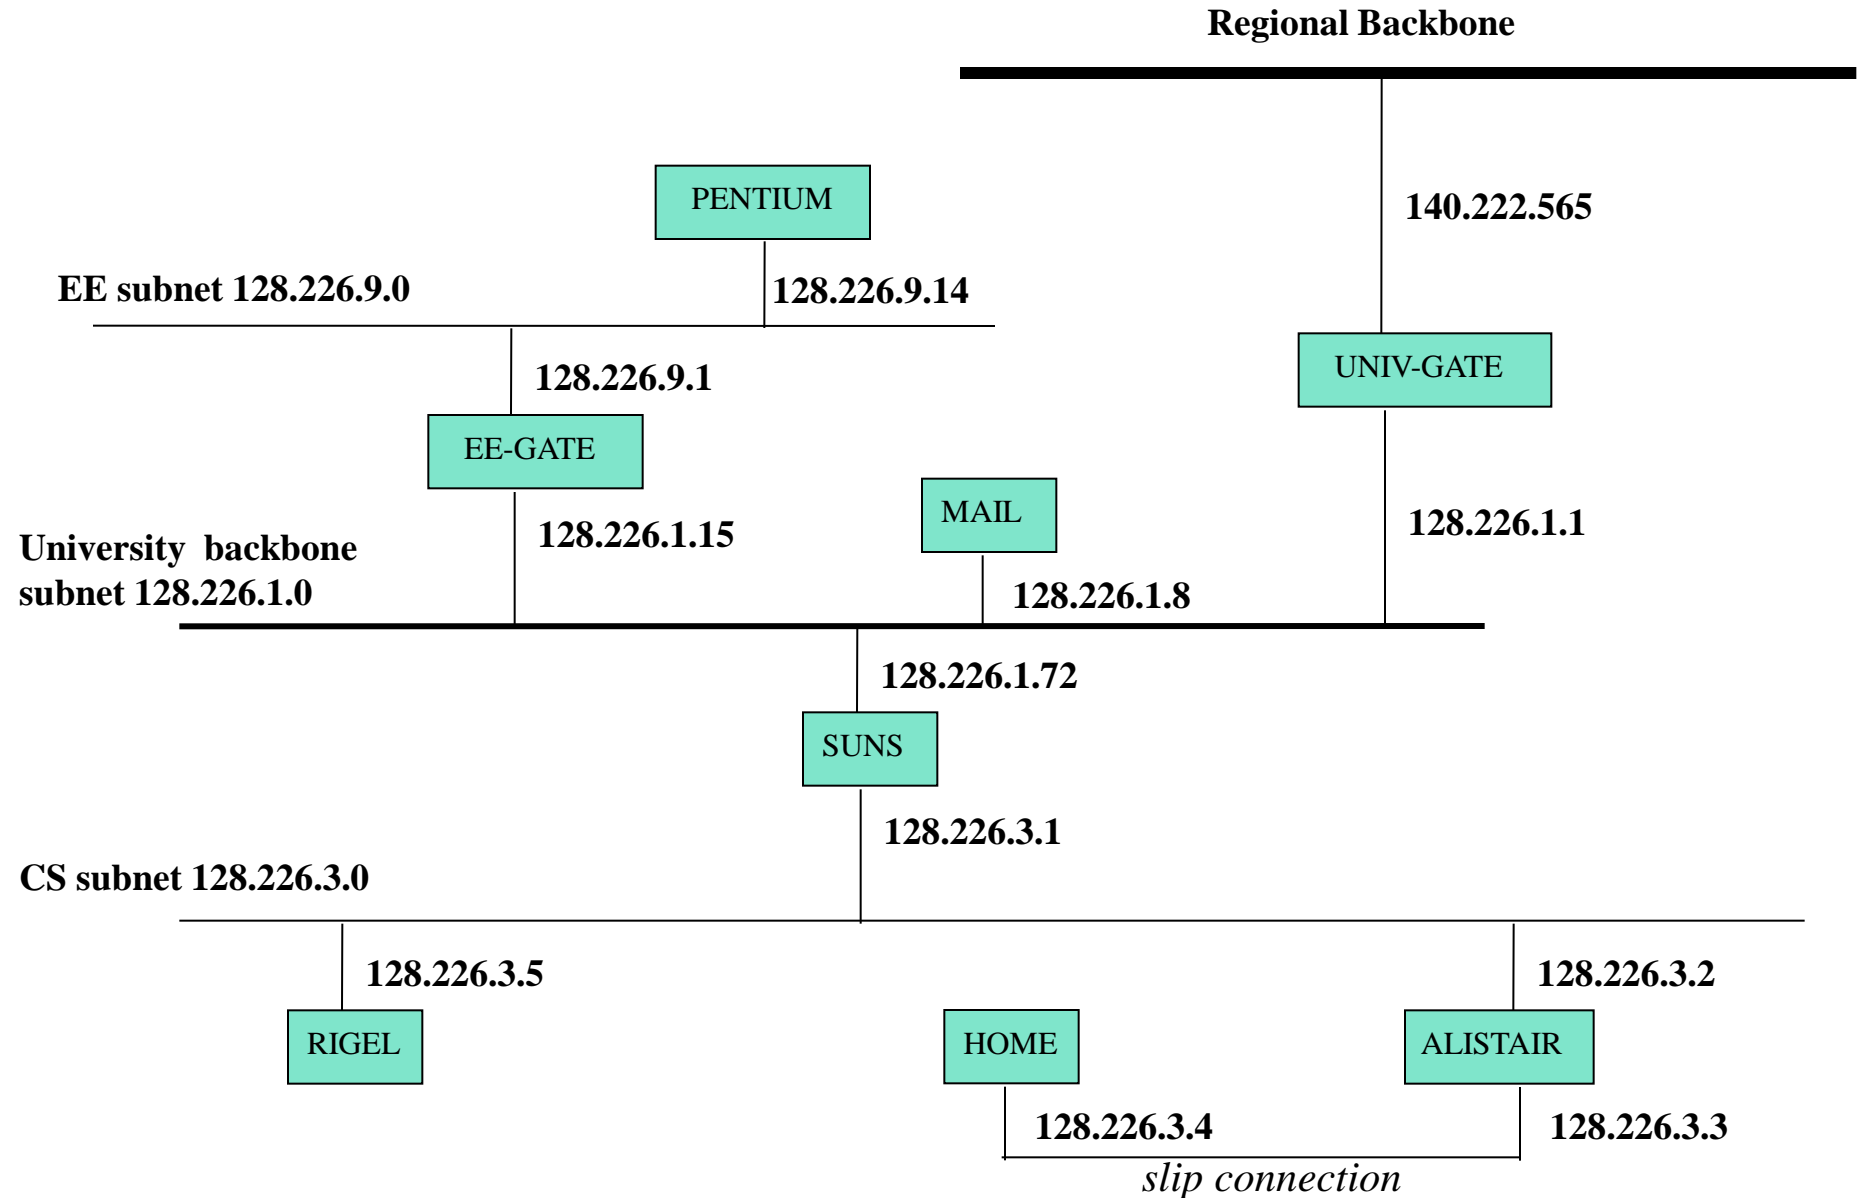 Regional Backbone
PENTIUM
140.222.565
EE subnet 128.226.9.0
128.226.9.14
128.226.9.1
UNIV-GATE
EE-GATE
MAIL
128.226.1.15
128.226.1.1
University backbone
subnet 128.226.1.0
128.226.1.8
128.226.1.72
SUNS
128.226.3.1
CS subnet 128.226.3.0
128.226.3.5
128.226.3.2
RIGEL
HOME
ALISTAIR
128.226.3.4
128.226.3.3
slip connection